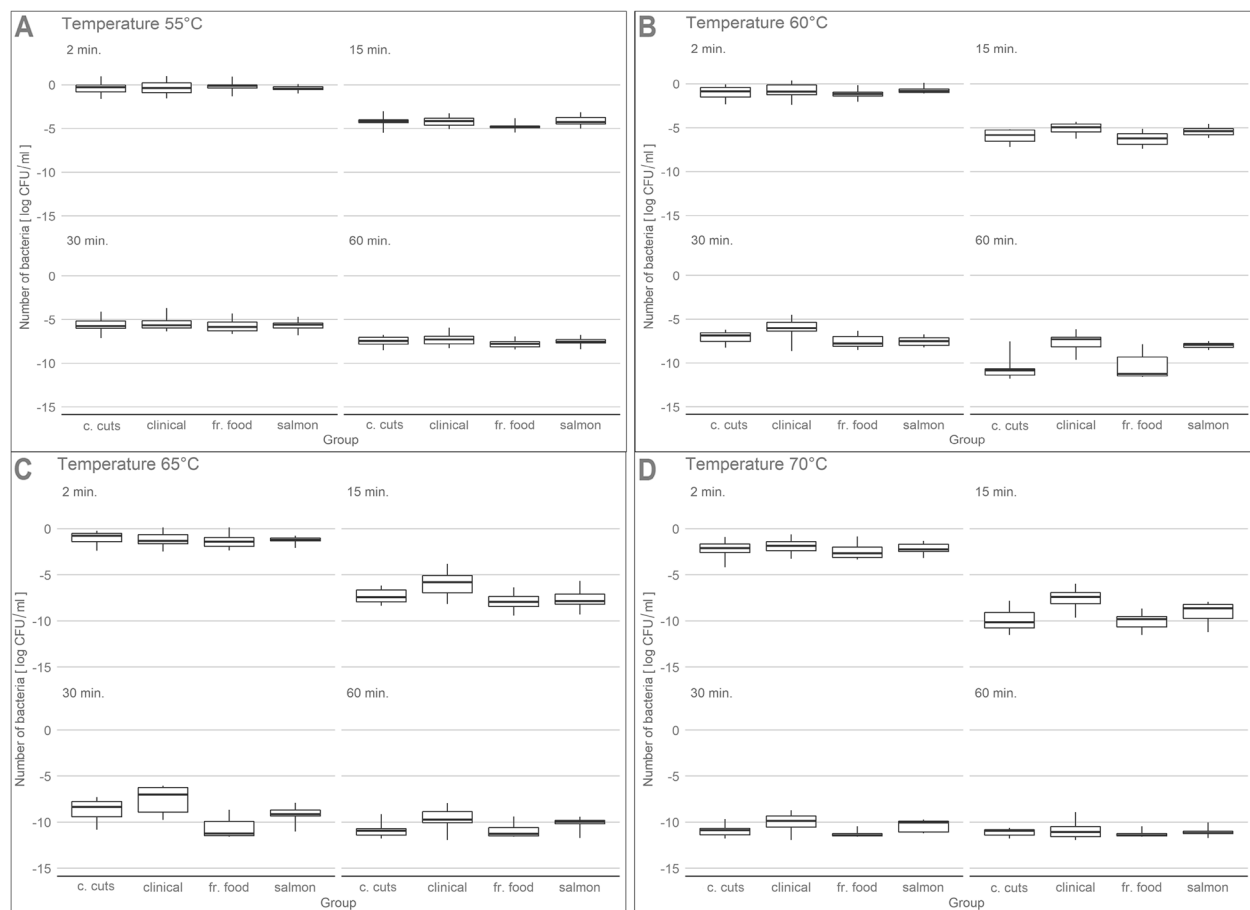 A Temperature 55°C
2 min. 15 min.
0
-5
-10
-15
30 min. 60 min.
0
-5
-10
-15
Number of bacteria [ log CFU/ml ]
c. cuts clinical fr. food salmon c. cuts clinical fr. food salmon
Group
B Temperature 60°C
2 min. 15 min.
0
-5
-10
-15
30 min. 60 min.
0
-5
-10
-15
Number of bacteria [ log CFU/ml ]
c. cuts clinical fr. food salmon c. cuts clinical fr. food salmon
Group
C Temperature 65°C
2 min. 15 min.
0
-5
-10
-15
30 min. 60 min.
0
-5
-10
-15
Number of bacteria [ log CFU/ml ]
c. cuts clinical fr. food salmon c. cuts clinical fr. food salmon
Group
D Temperature 70°C
2 min. 15 min.
0
-5
-10
-15
30 min. 60 min.
0
-5
-10
-15
Number of bacteria [ log CFU/ml ]
c. cuts clinical fr. food salmon c. cuts clinical fr. food salmon
Group